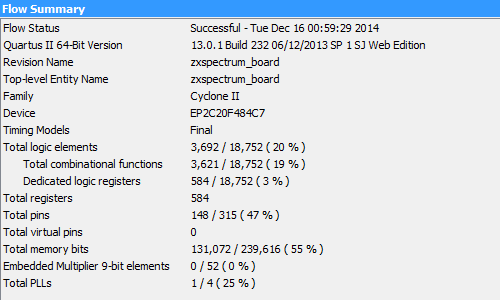 Flow Summary
Flow Status Successful - Tue Dec 16 00:59:29 2014
Quartus II 64-Bit Version 13.0.1 Build 232 06/12/2013 SP 1 SJ Web Edition
Revision Name zxspectrum_board
Top-level Entity Name zxspectrum_board
Family Cyclone II
Device EP2C20F484C7
Timing Models Final
Total logic elements 3,692 / 18,752 ( 20 % )
Total combinational functions 3,621 / 18,752 ( 19 % )
Dedicated logic registers 584 / 18,752 ( 3 % )
Total registers 584
Total pins 148 / 315 ( 47 % )
Total virtual pins 0
Total memory bits 131,072 / 239,616 ( 55 % )
Embedded Multiplier 9-bit elements 0 / 52 ( 0 % )
Total PLLs 1 / 4 ( 25 % )